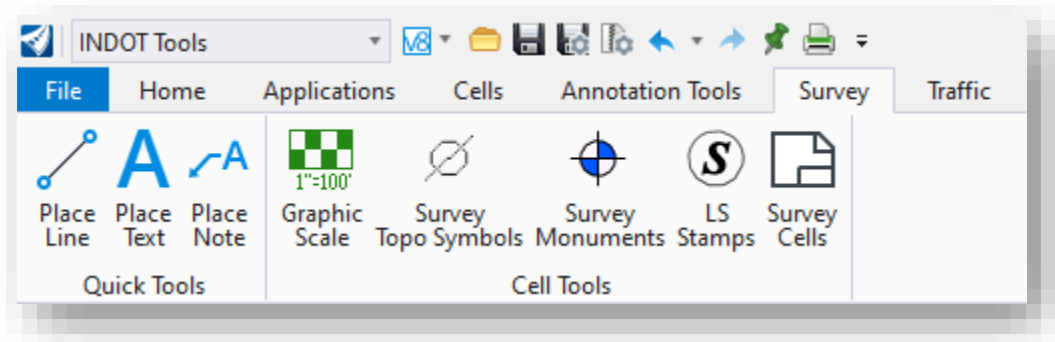 INDOT Tools
V8
File Home Applications Cells Annotation Tools Survey Traffic
A A
1"=100'
S
Place Place Place Graphic Survey Survey LS Survey
Line Text Note Scale Topo Symbols Monuments Stamps Cells
Quick Tools Cell Tools